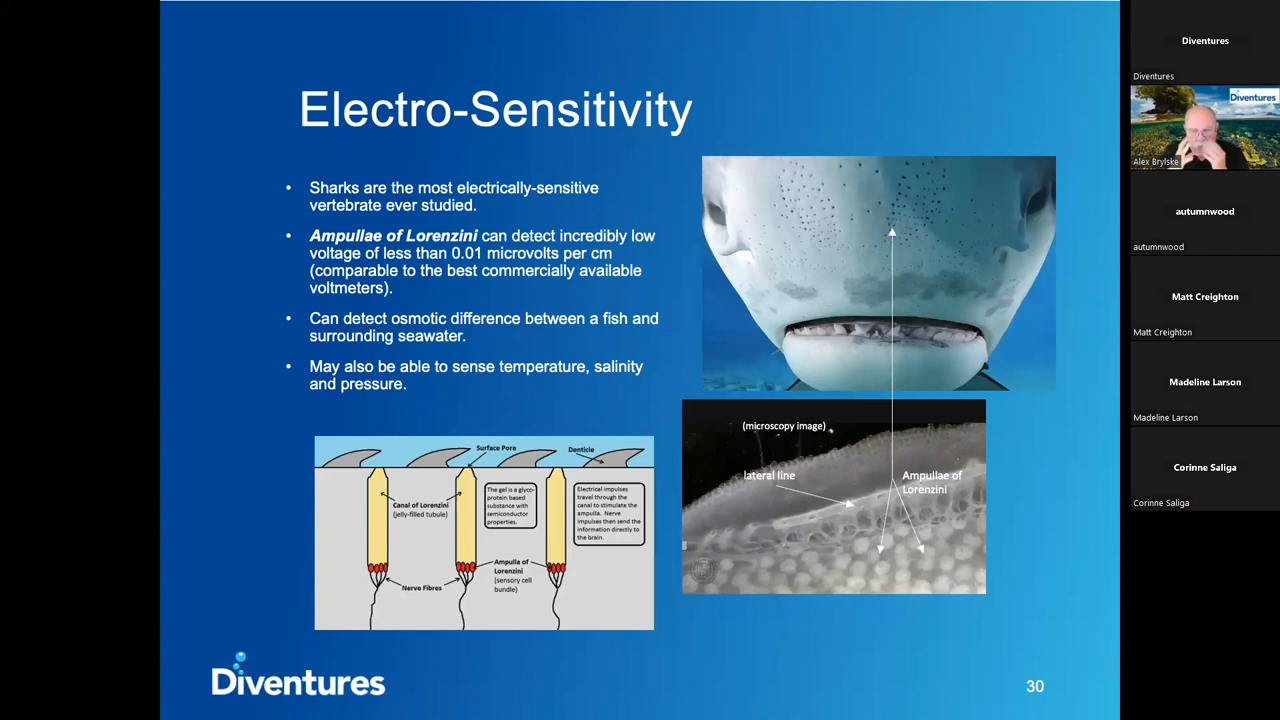 Electro-Sensitivity
• Sharks are the most electrically-sensitive
vertebrate ever studied.
• Ampullae of Lorenzini can detect incredibly low
voltage of less than 0.01 microvolts per cm
(comparable to the best commercially available
voltmeters).
• Can detect osmotic difference between a fish and
surrounding seawater.
• May also be able to sense temperature, salinity
and pressure.
Surface Pore
Denticle
Canal of Lorenzini
(jelly-filled tubule)
The gel is a glyco-
protein based
substance with
semiconductor
properties.
Electrical impulses
travel through the
canal to stimulate the
ampulla. Nerve
impulses then send the
information directly to
the brain.
Ampulla of
Lorenzini
(sensory cell
bundle)
Nerve Fibres
(microscopy image)
lateral line
Ampullae of
Lorenzini
Diventures
30
Diventures
Diventures
Diventures
Alex Brylske
autumnwood
autumnwood
Matt Creighton
Matt Creighton
Madeline Larson
Madeline Larson
Corinne Saliga
Corinne Saliga